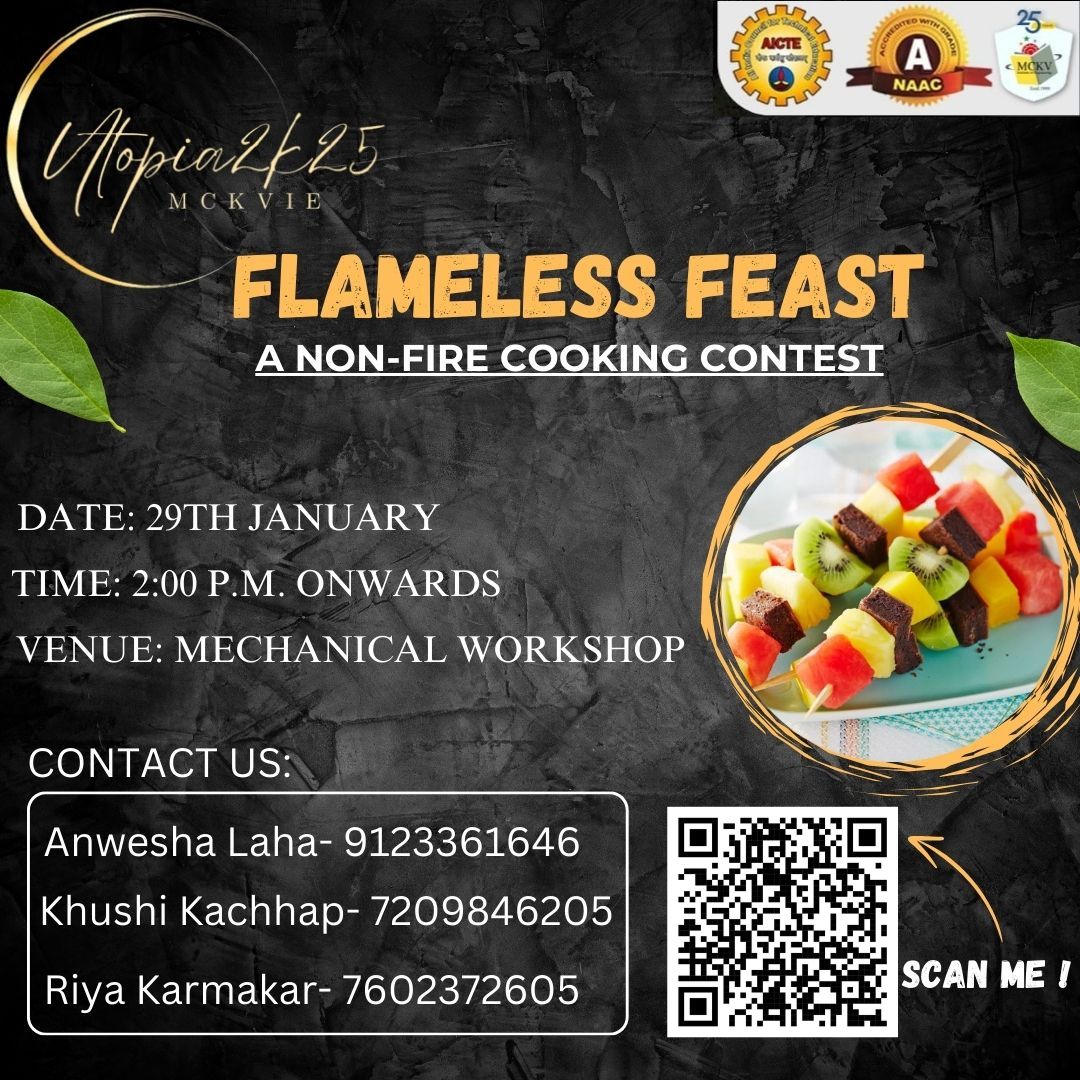 Utopia2k25
MCKVIE
AICTE
ACCREDITED WITH GRADE
A
NAAC
25
MCKV
FLAMELESS FEAST
A NON-FIRE COOKING CONTEST
DATE: 29TH JANUARY
TIME: 2:00 P.M. ONWARDS
VENUE: MECHANICAL WORKSHOP
CONTACT US:
Anwesha Laha- 9123361646
Khushi Kachhap- 7209846205
Riya Karmakar- 7602372605
SCAN ME !